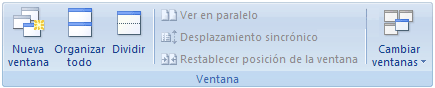 Nueva ventana
Organizar todo
Dividir
Ver en paralelo
Desplazamiento sincrónico
Restablecer posición de la ventana
Cambiar ventanas
Ventana